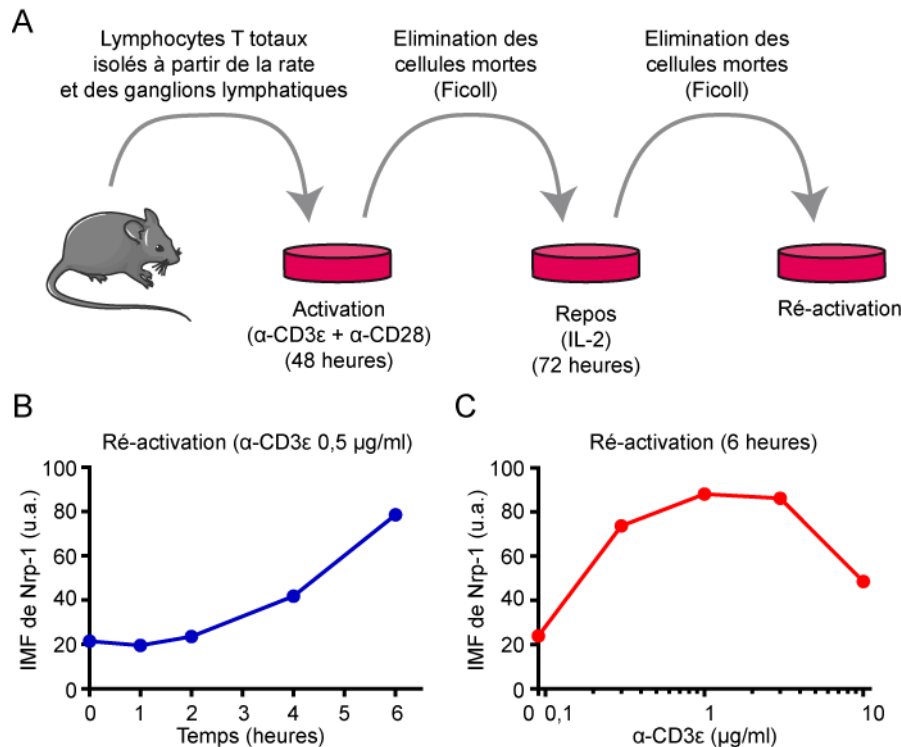 A
Lymphocytes T totaux
isolés à partir de la rate
et des ganglions lymphatiques
Elimination des
cellules mortes
(Ficoll)
Elimination des
cellules mortes
(Ficoll)
Activation
(α-CD3ε + α-CD28)
(48 heures)
Repos
(IL-2)
(72 heures)
Ré-activation
B
Ré-activation (α-CD3ε 0,5 µg/ml)
IMF de Nrp-1 (u.a.)
100
80
60
40
20
0
0 1 2 4 6
Temps (heures)
C
Ré-activation (6 heures)
IMF de Nrp-1 (u.a.)
100
80
60
40
20
0
0 0,1 1 10
α-CD3ε (µg/ml)